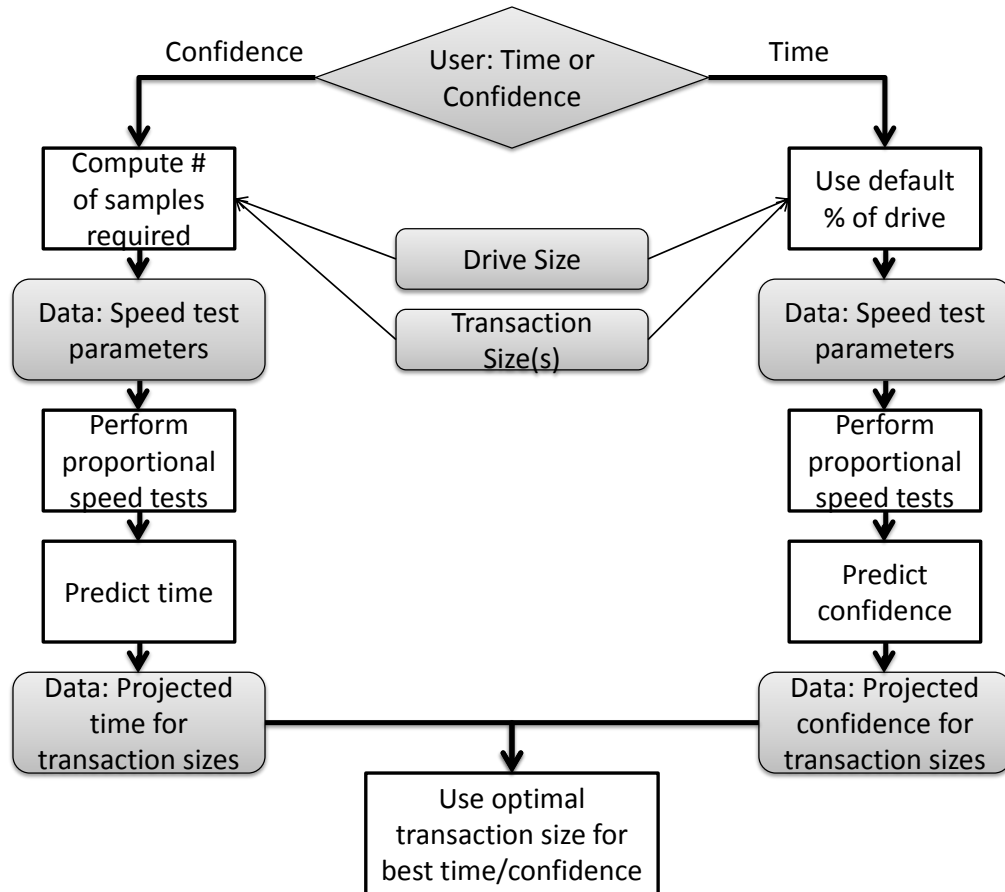 Confidence
User: Time or
Confidence
Time
Compute #
of samples
required
Use default
% of drive
Drive Size
Transaction
Size(s)
Data: Speed test
parameters
Data: Speed test
parameters
Perform
proportional
speed tests
Perform
proportional
speed tests
Predict time
Predict
confidence
Data: Projected
time for
transaction sizes
Data: Projected
confidence for
transaction sizes
Use optimal
transaction size for
best time/confidence